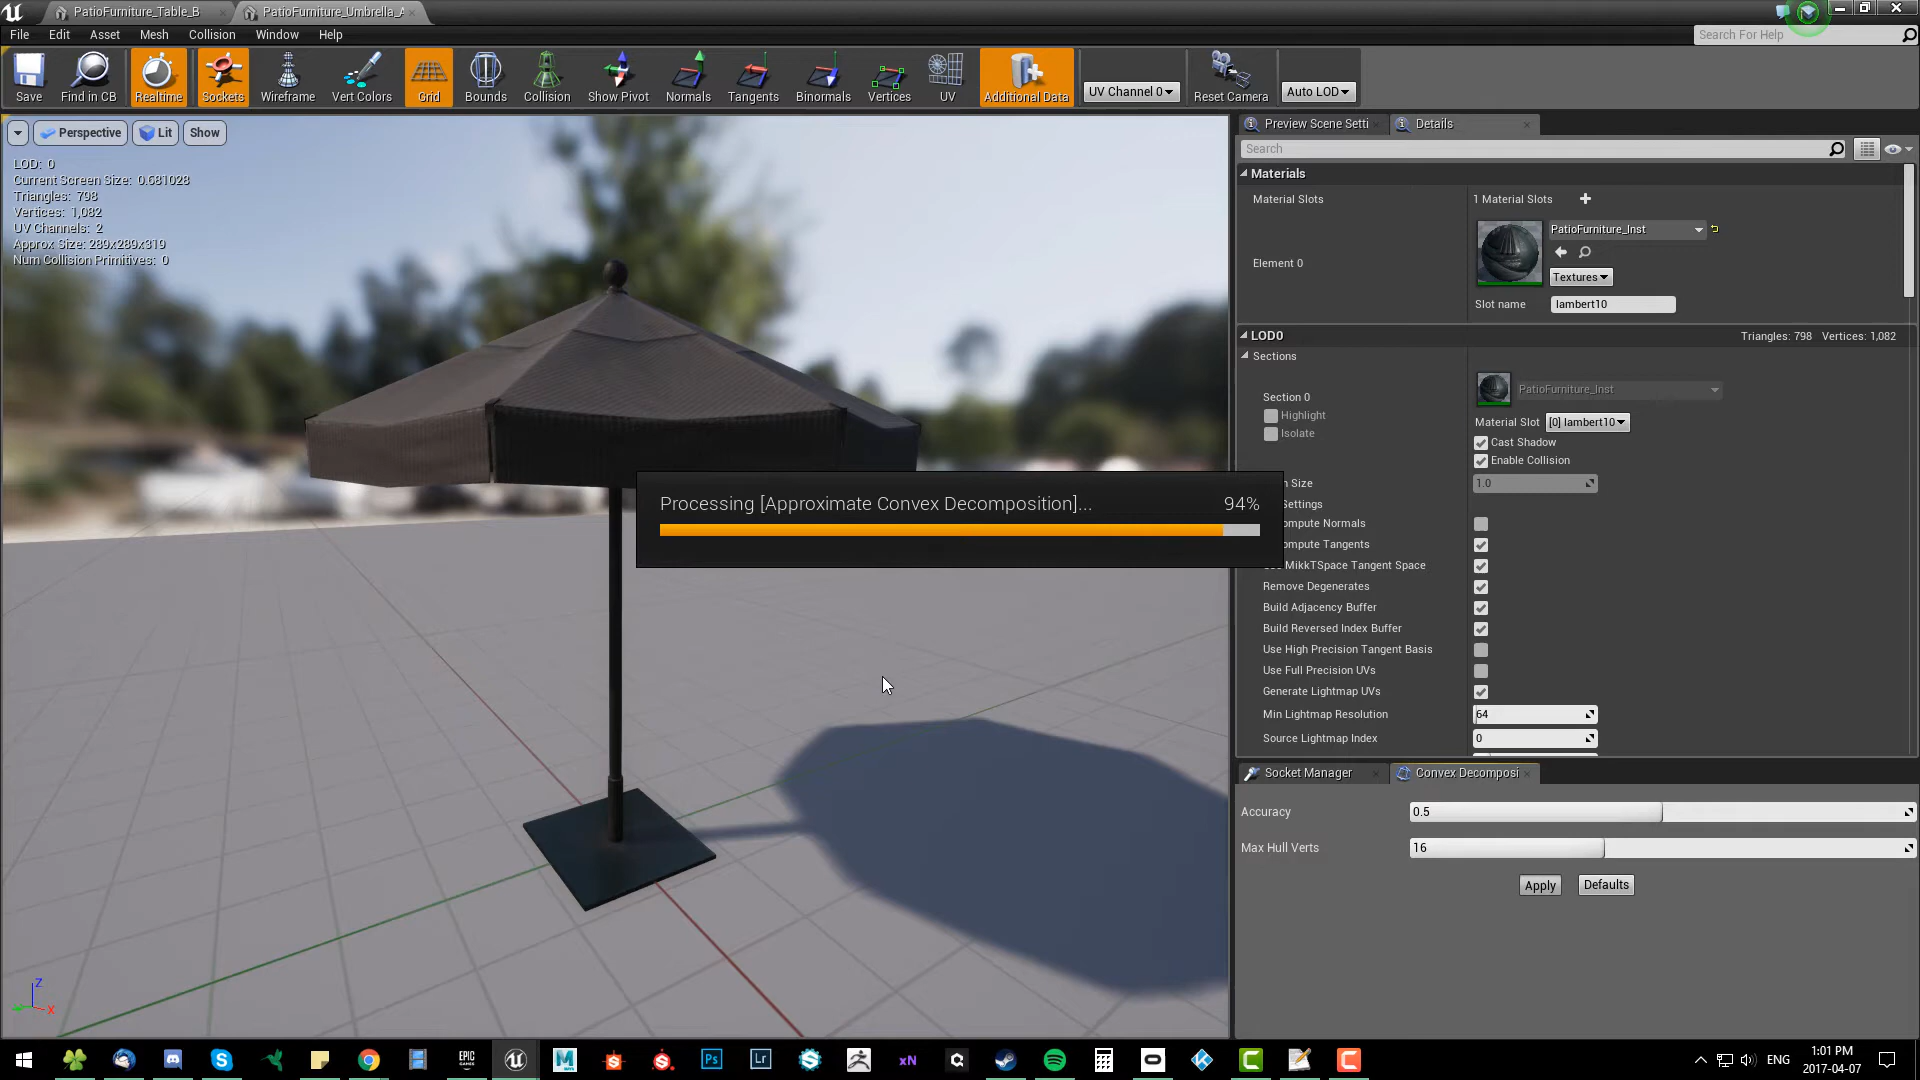 PatioFurniture_Table_B
PatioFurniture_Umbrella_A
File Edit Asset Mesh Collision Window Help
Search For Help
Save Find in CB Realtime Sockets Wireframe Vert Colors Grid Bounds Collision Show Pivot Normals Tangents Binormals Vertices UV Additional Data UV Channel 0 Reset Camera Auto LOD
Perspective Lit Show
LOD: 0
Current Screen Size: 0.681028
Triangles: 798
Vertices: 1,082
UV Channels: 2
Approx Size: 289x289x319
Num Collision Primitives: 0
Processing [Approximate Convex Decomposition]... 94%
Z
X
Preview Scene Setti Details
Search
Materials
Material Slots 1 Material Slots
Element 0 PatioFurniture_Inst
Textures
Slot name lambert10
LOD0 Triangles: 798 Vertices: 1,082
Sections
Section 0 PatioFurniture_Inst
Highlight
Isolate
Material Slot [0] lambert10
Cast Shadow
Enable Collision
n Size 1.0
Settings
ompute Normals
ompute Tangents
MikkTSpace Tangent Space
Remove Degenerates
Build Adjacency Buffer
Build Reversed Index Buffer
Use High Precision Tangent Basis
Use Full Precision UVs
Generate Lightmap UVs
Min Lightmap Resolution 64
Source Lightmap Index 0
Socket Manager Convex Decomposi
Accuracy 0.5
Max Hull Verts 16
Apply Defaults
EPIC GAMES Ps Lr xN
ENG 1:01 PM
2017-04-07